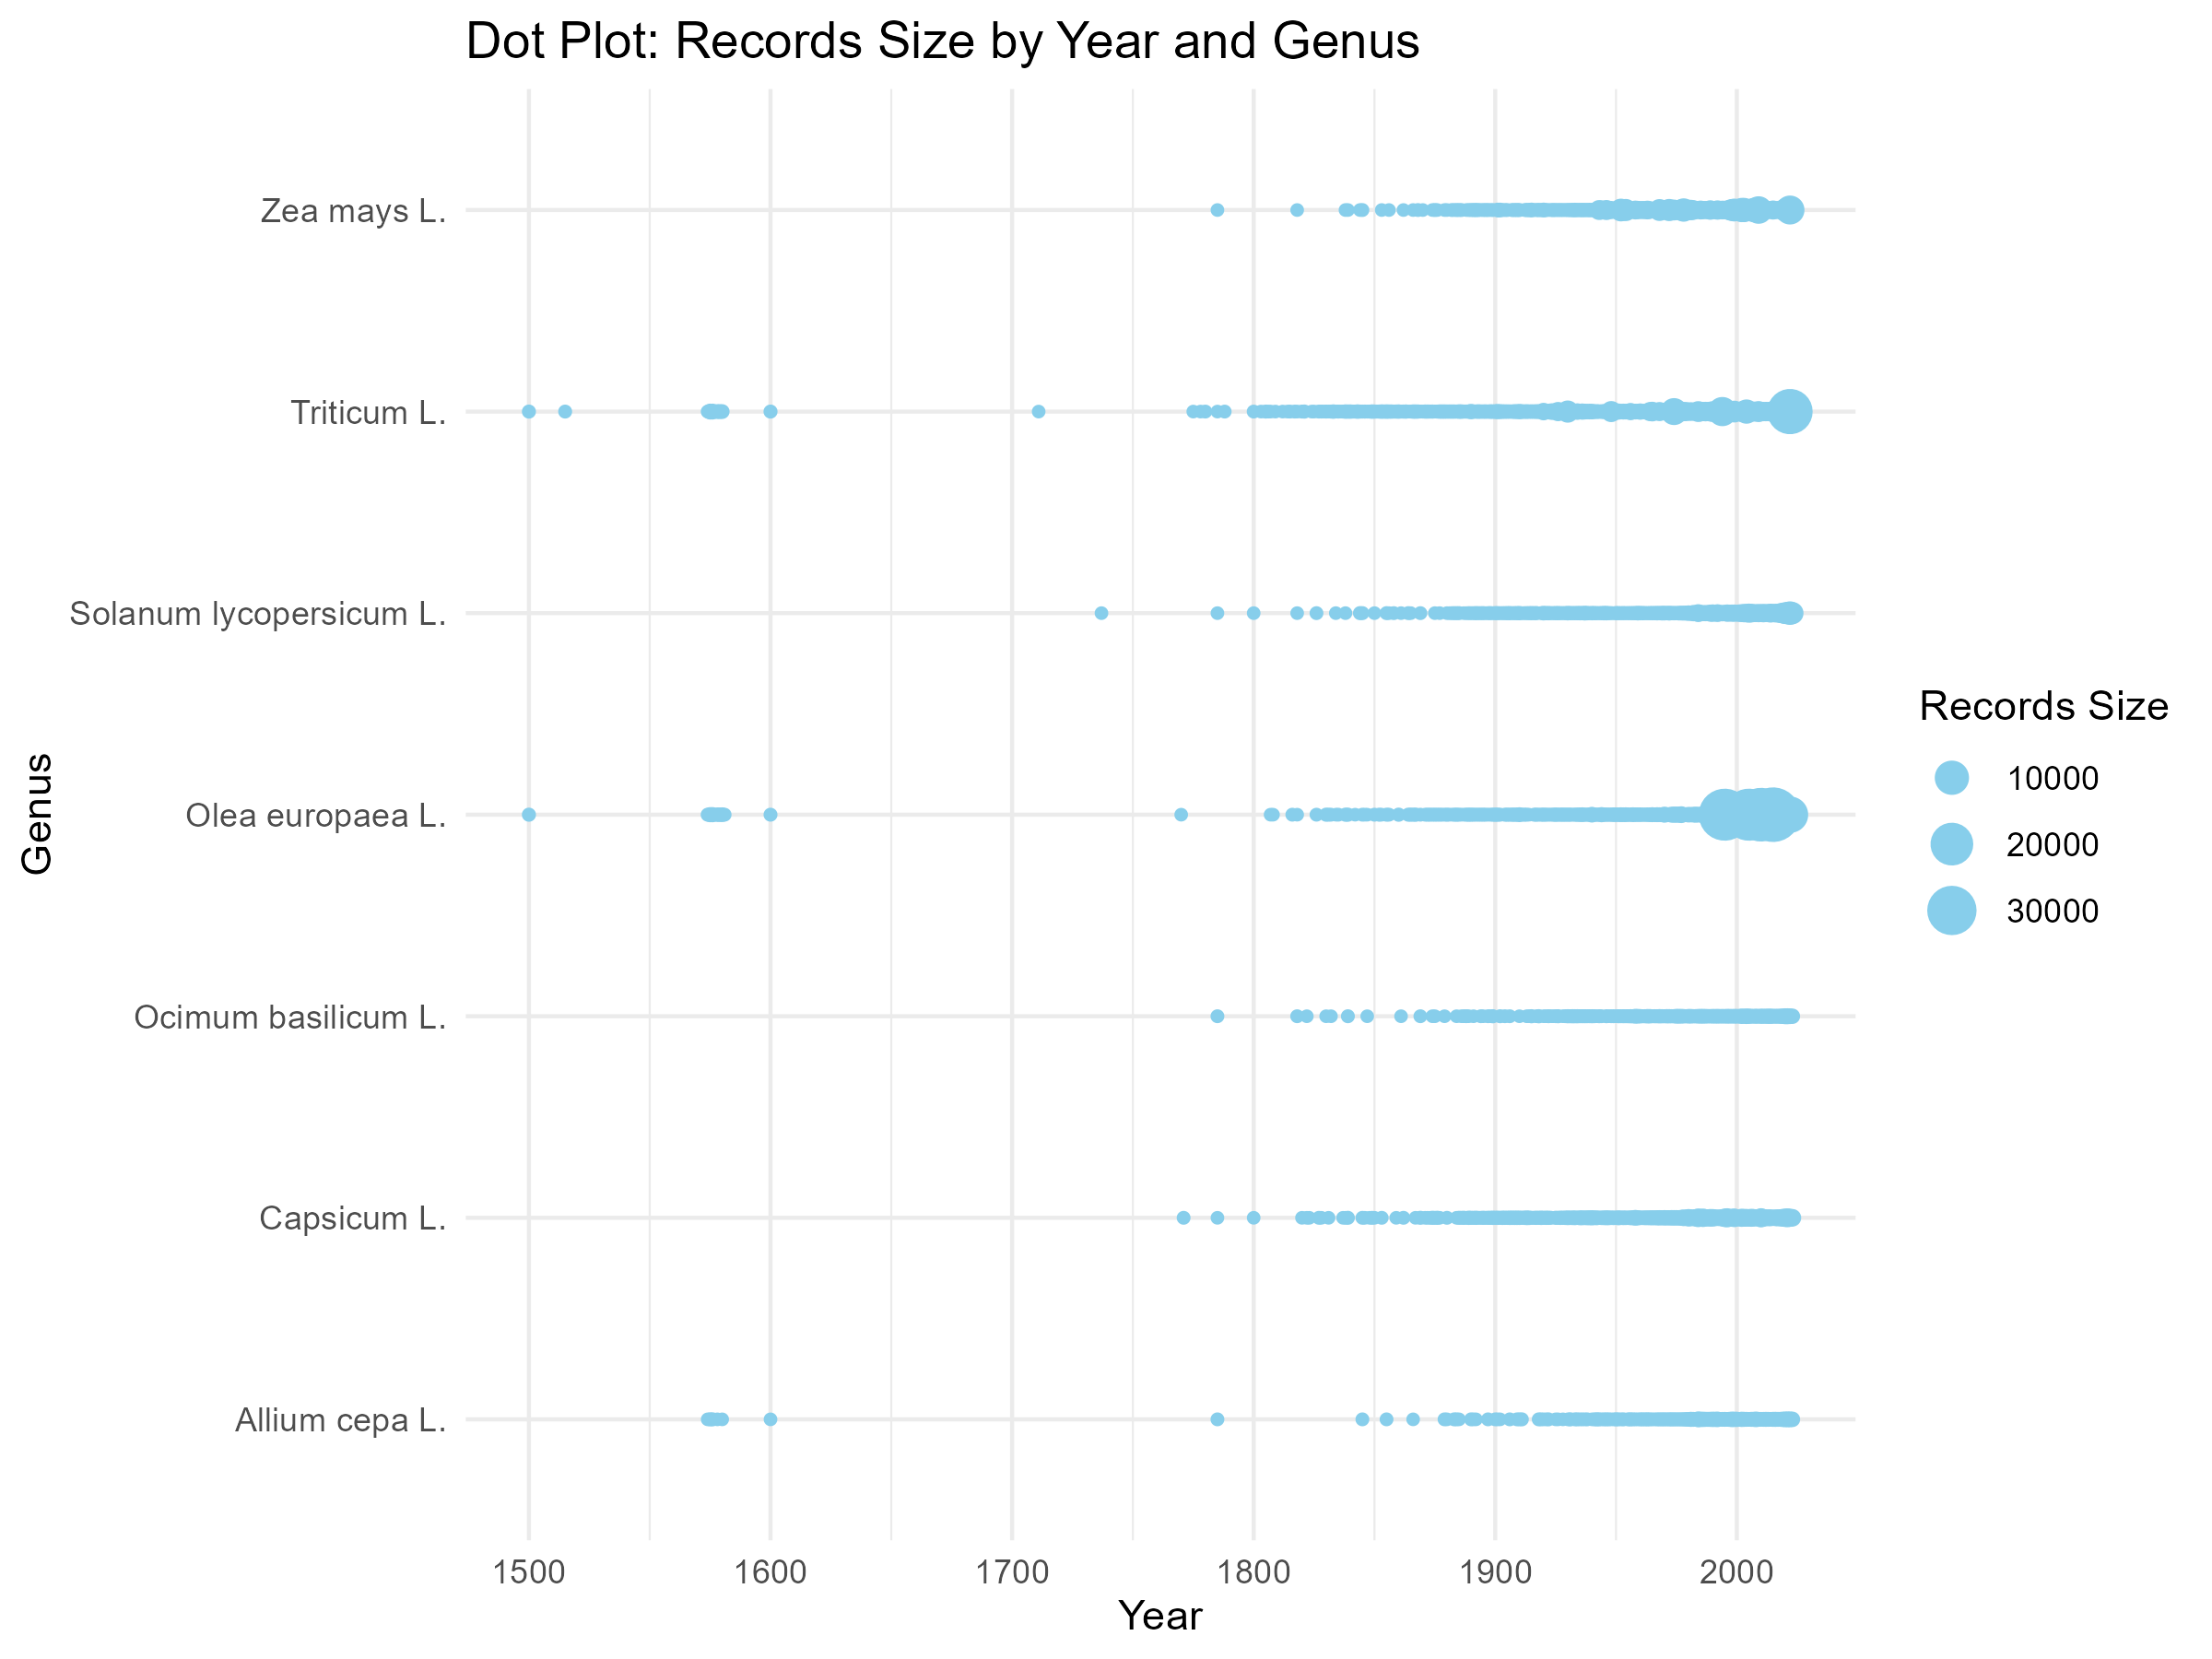 Dot Plot: Records Size by Year and Genus
Zea mays L.
Triticum L.
Solanum lycopersicum L.
Olea europaea L.
Ocimum basilicum L.
Capsicum L.
Allium cepa L.
Genus
1500 1600 1700 1800 1900 2000
Year
Records Size
10000
20000
30000